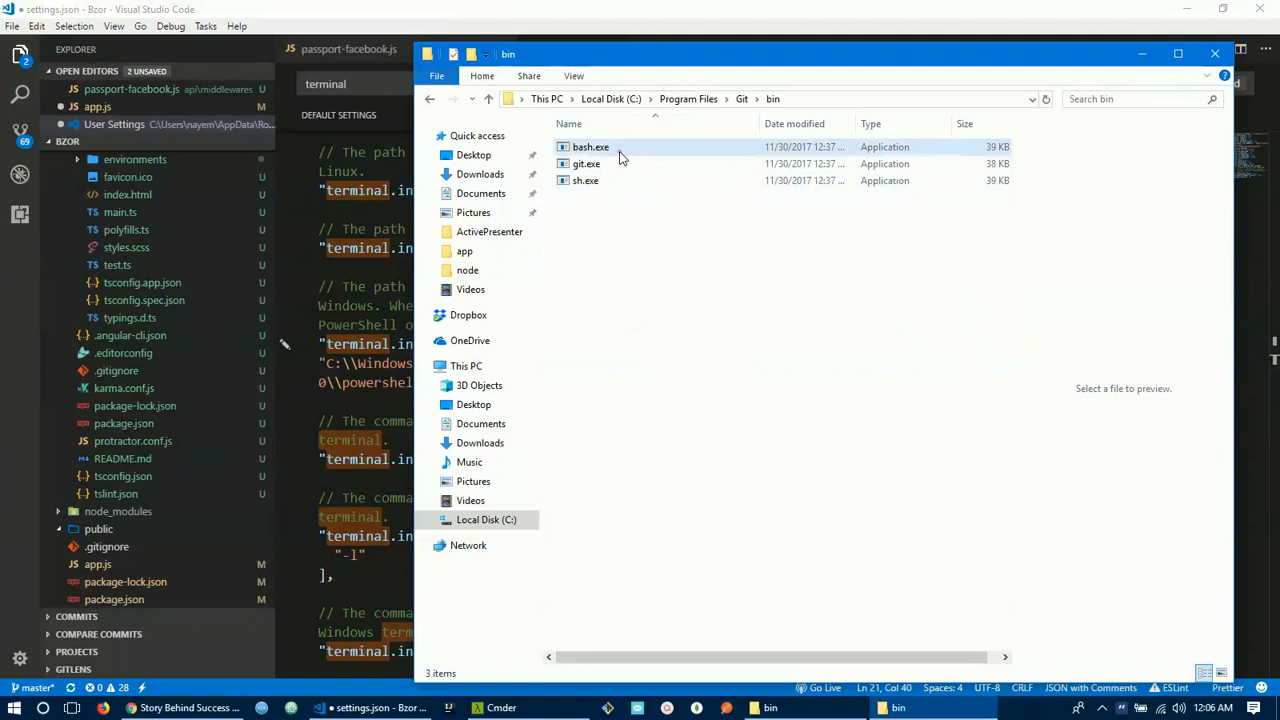 settings.json - Bzor - Visual Studio Code
File Edit Selection View Go Debug Tasks Help
EXPLORER
OPEN EDITORS 2 UNSAVED
passport-facebook.js api\middlewares
app.js
User Settings C:\Users\nayem\AppData\Ro...
BZOR
environments
favicon.ico U
index.html U
TS main.ts U
TS polyfills.ts U
styles.scss U
TS test.ts U
TS tsconfig.app.json U
TS tsconfig.spec.json U
TS typings.d.ts U
.angular-cli.json U
.editorconfig U
.gitignore U
karma.conf.js U
package-lock.json U
package.json U
protractor.conf.js U
README.md U
tsconfig.json U
tslint.json U
node_modules
public
.gitignore M
app.js M
package-lock.json M
package.json M
COMMITS
COMPARE COMMITS
PROJECTS
GITLENS
2
69
passport-facebook.js
terminal
DEFAULT SETTINGS
// The path
Linux.
"terminal.in
// The path
"terminal.in
// The path
Windows. Whe
PowerShell o
"terminal.in
"C:\\Windows
0\\powershel
// The comma
terminal.
"terminal.in
// The comma
terminal.
"terminal.in
"-l"
],
// The comma
Windows term
"terminal.in
bin
File Home Share View
This PC Local Disk (C:) Program Files Git bin
Search bin
Name Date modified Type Size
bash.exe 11/30/2017 12:37 ... Application 39 KB
git.exe 11/30/2017 12:37 ... Application 38 KB
sh.exe 11/30/2017 12:37 ... Application 39 KB
Quick access
Desktop
Downloads
Documents
Pictures
ActivePresenter
app
node
Videos
Dropbox
OneDrive
This PC
3D Objects
Desktop
Documents
Downloads
Music
Pictures
Videos
Local Disk (C:)
Network
Select a file to preview.
3 items
master* 0 28 Go Live Ln 21, Col 40 Spaces: 4 UTF-8 CRLF JSON with Comments ESLint Prettier
Story Behind Success ... settings.json - Bzor ... Cmder bin bin 12:06 AM